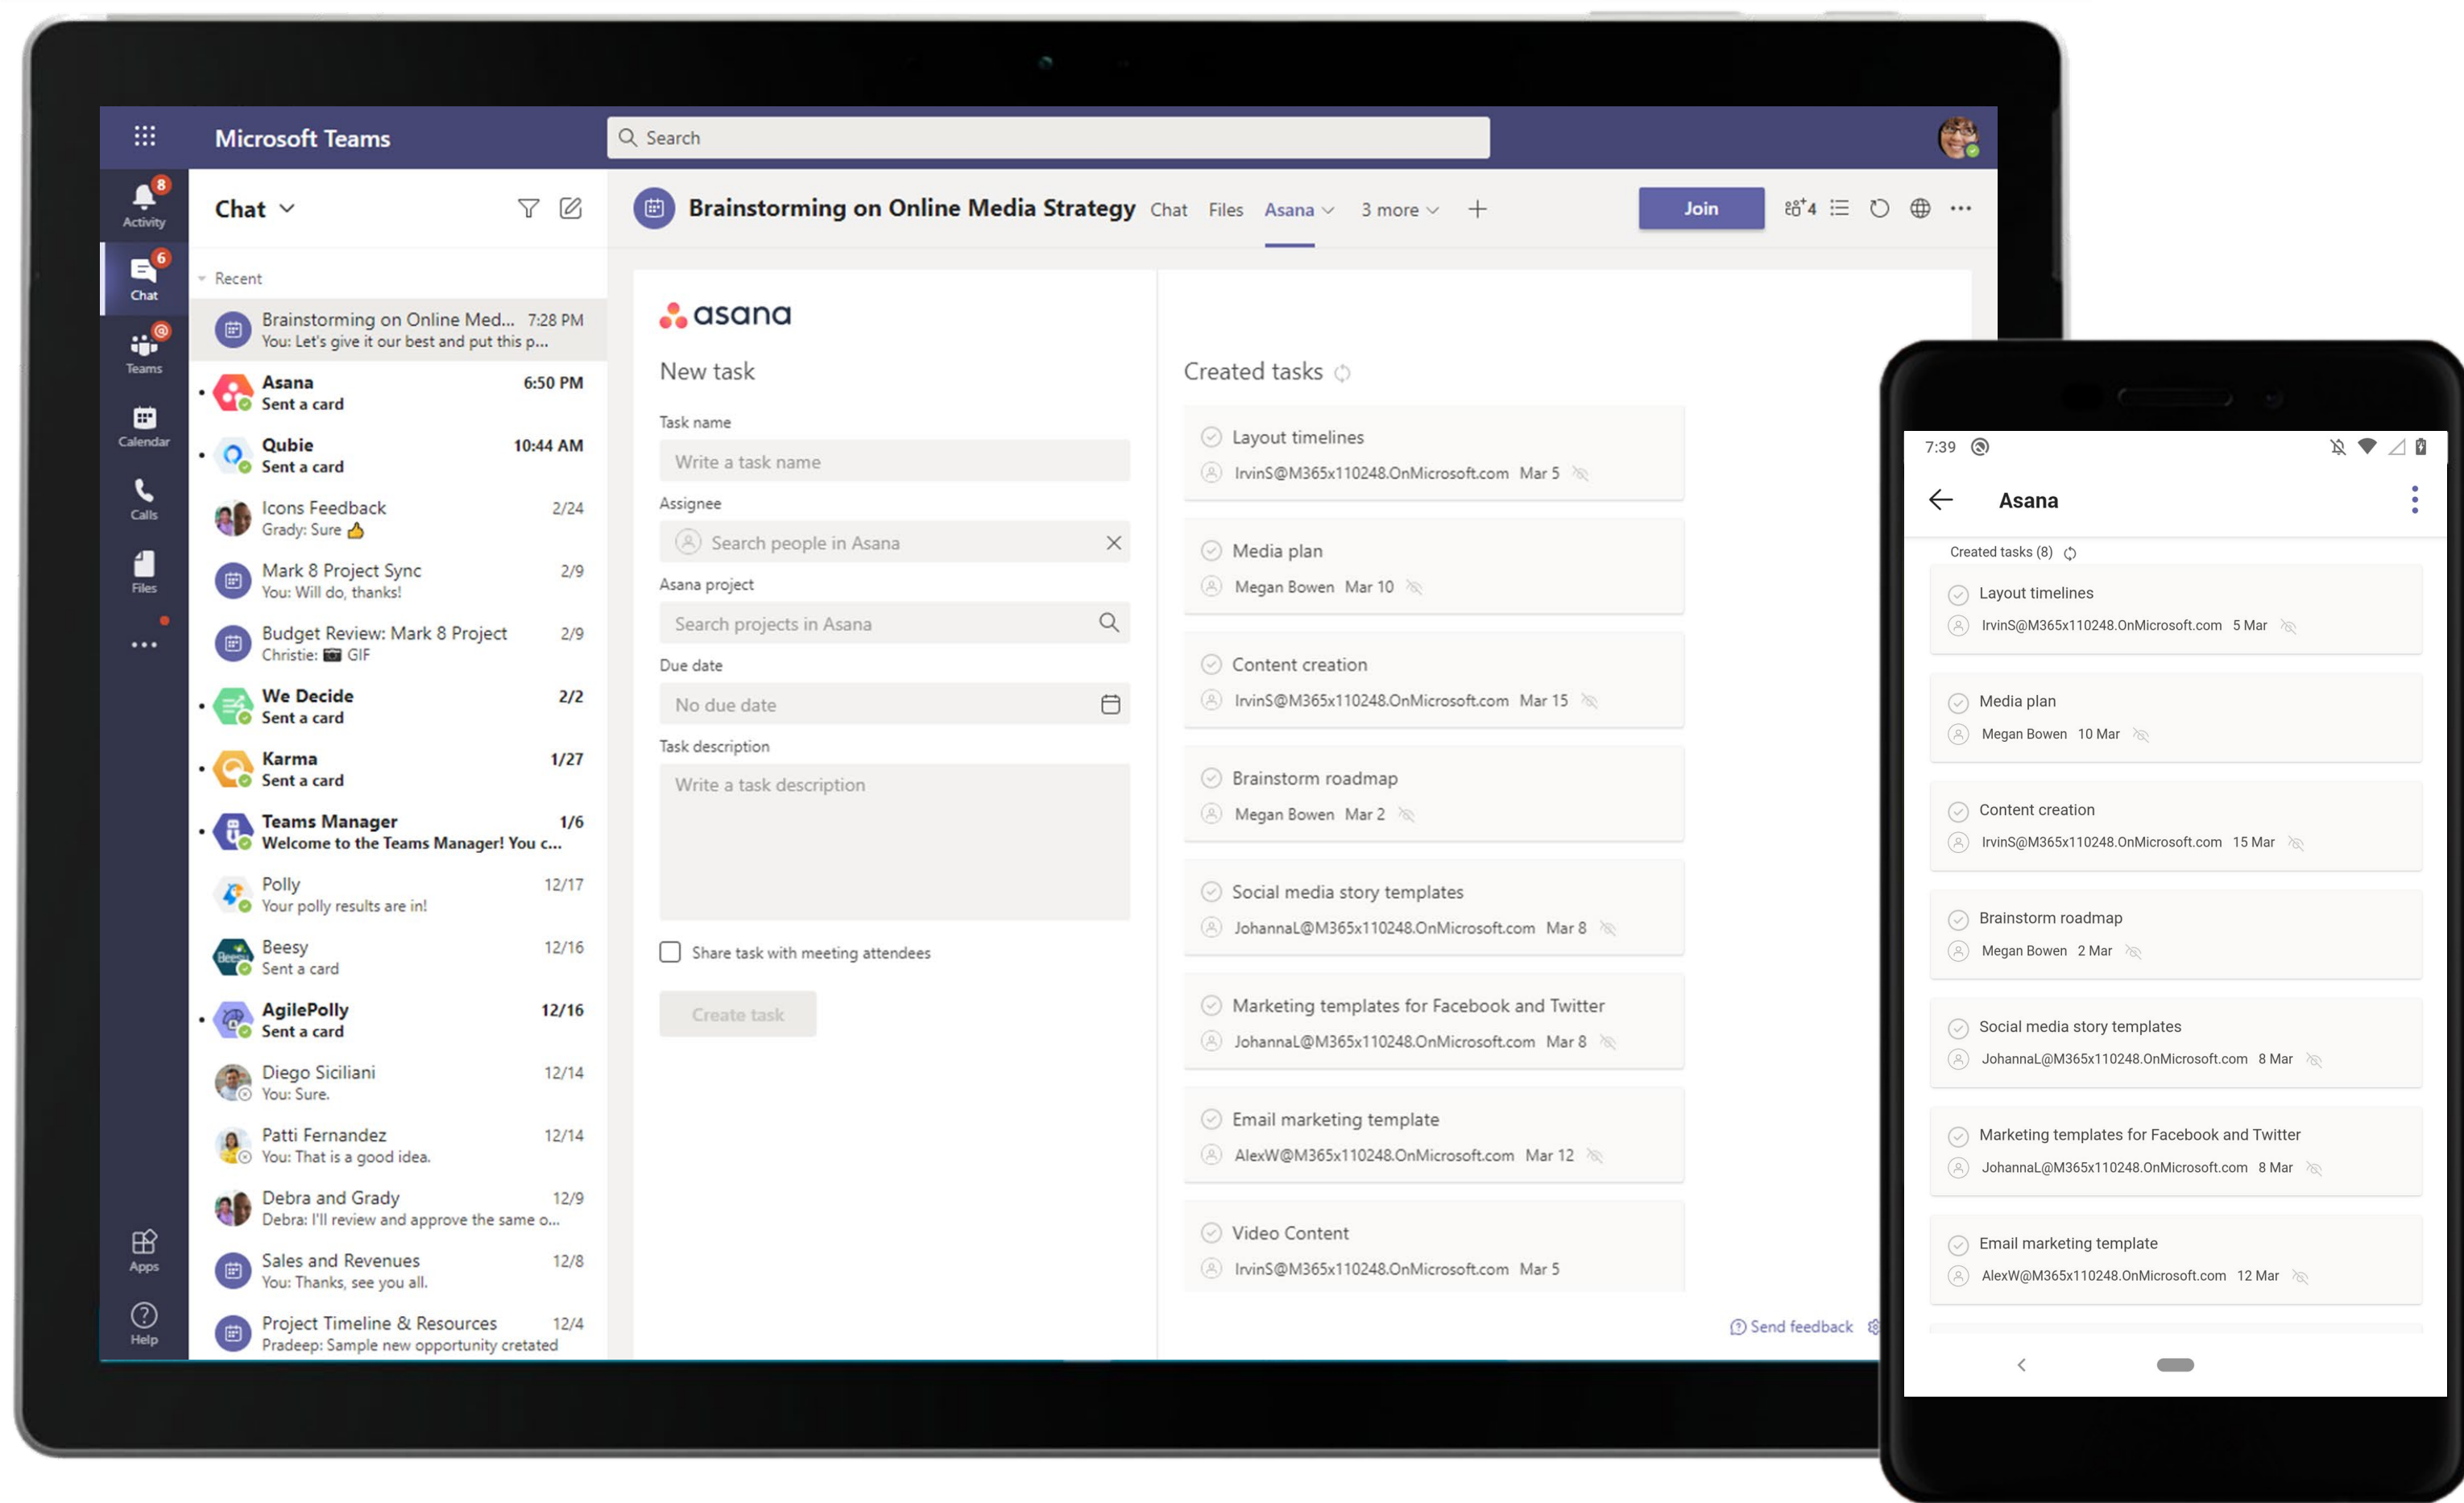 Microsoft Teams
Search
8
Activity
6
Chat
@
Teams
Calendar
Calls
Files
Apps
Help
Chat
Recent
Brainstorming on Online Med... 7:28 PM
You: Let's give it our best and put this p...
Asana 6:50 PM
Sent a card
Qubie 10:44 AM
Sent a card
Icons Feedback 2/24
Grady: Sure 👍
Mark 8 Project Sync 2/9
You: Will do, thanks!
Budget Review: Mark 8 Project 2/9
Christie: 📷 GIF
We Decide 2/2
Sent a card
Karma 1/27
Sent a card
Teams Manager 1/6
Welcome to the Teams Manager! You c...
Polly 12/17
Your polly results are in!
Beesy
Beesy 12/16
Sent a card
AgilePolly 12/16
Sent a card
Diego Siciliani 12/14
You: Sure.
Patti Fernandez 12/14
You: That is a good idea.
Debra and Grady 12/9
Debra: I'll review and approve the same o...
Sales and Revenues 12/8
You: Thanks, see you all.
Project Timeline & Resources 12/4
Pradeep: Sample new opportunity cretated
Brainstorming on Online Media Strategy Chat Files Asana 3 more + Join 4
asana
New task
Task name
Write a task name
Assignee
Search people in Asana
Asana project
Search projects in Asana
Due date
No due date
Task description
Write a task description
Share task with meeting attendees
Create task
Created tasks
Layout timelines
IrvinS@M365x110248.OnMicrosoft.com Mar 5
Media plan
Megan Bowen Mar 10
Content creation
IrvinS@M365x110248.OnMicrosoft.com Mar 15
Brainstorm roadmap
Megan Bowen Mar 2
Social media story templates
JohannaL@M365x110248.OnMicrosoft.com Mar 8
Marketing templates for Facebook and Twitter
JohannaL@M365x110248.OnMicrosoft.com Mar 8
Email marketing template
AlexW@M365x110248.OnMicrosoft.com Mar 12
Video Content
IrvinS@M365x110248.OnMicrosoft.com Mar 5
Send feedback
7:39
Asana
Created tasks (8)
Layout timelines
IrvinS@M365x110248.OnMicrosoft.com 5 Mar
Media plan
Megan Bowen 10 Mar
Content creation
IrvinS@M365x110248.OnMicrosoft.com 15 Mar
Brainstorm roadmap
Megan Bowen 2 Mar
Social media story templates
JohannaL@M365x110248.OnMicrosoft.com 8 Mar
Marketing templates for Facebook and Twitter
JohannaL@M365x110248.OnMicrosoft.com 8 Mar
Email marketing template
AlexW@M365x110248.OnMicrosoft.com 12 Mar